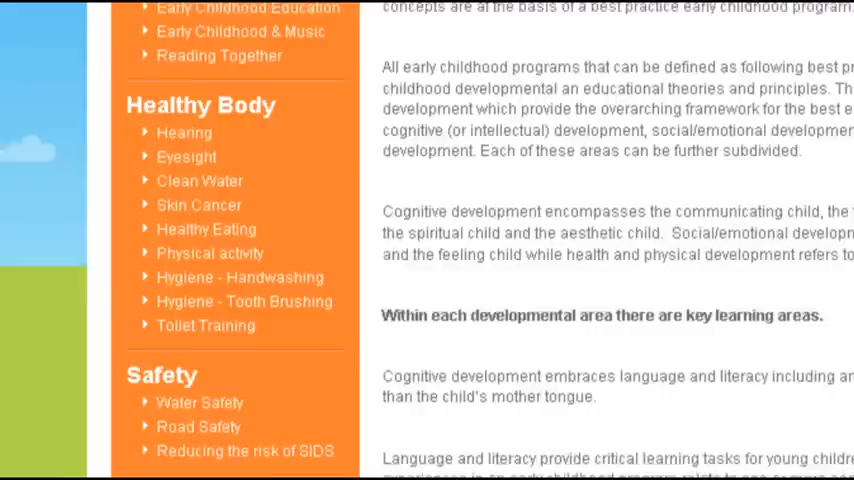 Early Childhood Education
Early Childhood & Music
Reading Together
Healthy Body
Hearing
Eyesight
Clean Water
Skin Cancer
Healthy Eating
Physical activity
Hygiene - Handwashing
Hygiene - Tooth Brushing
Toilet Training
Safety
Water Safety
Road Safety
Reducing the risk of SIDS
concepts are at the basis of a best practice early childhood program.
All early childhood programs that can be defined as following best
childhood developmental an educational theories and principles.
development which provide the overarching framework for the best
cognitive (or intellectual) development, social/emotional
development. Each of these areas can be further subdivided.
Cognitive development encompasses the communicating child, the
the spiritual child and the aesthetic child. Social/emotional
and the feeling child while health and physical development refers to
Within each developmental area there are key learning areas.
Cognitive development embraces language and literacy including
than the child's mother tongue.
Language and literacy provide critical learning tasks for young